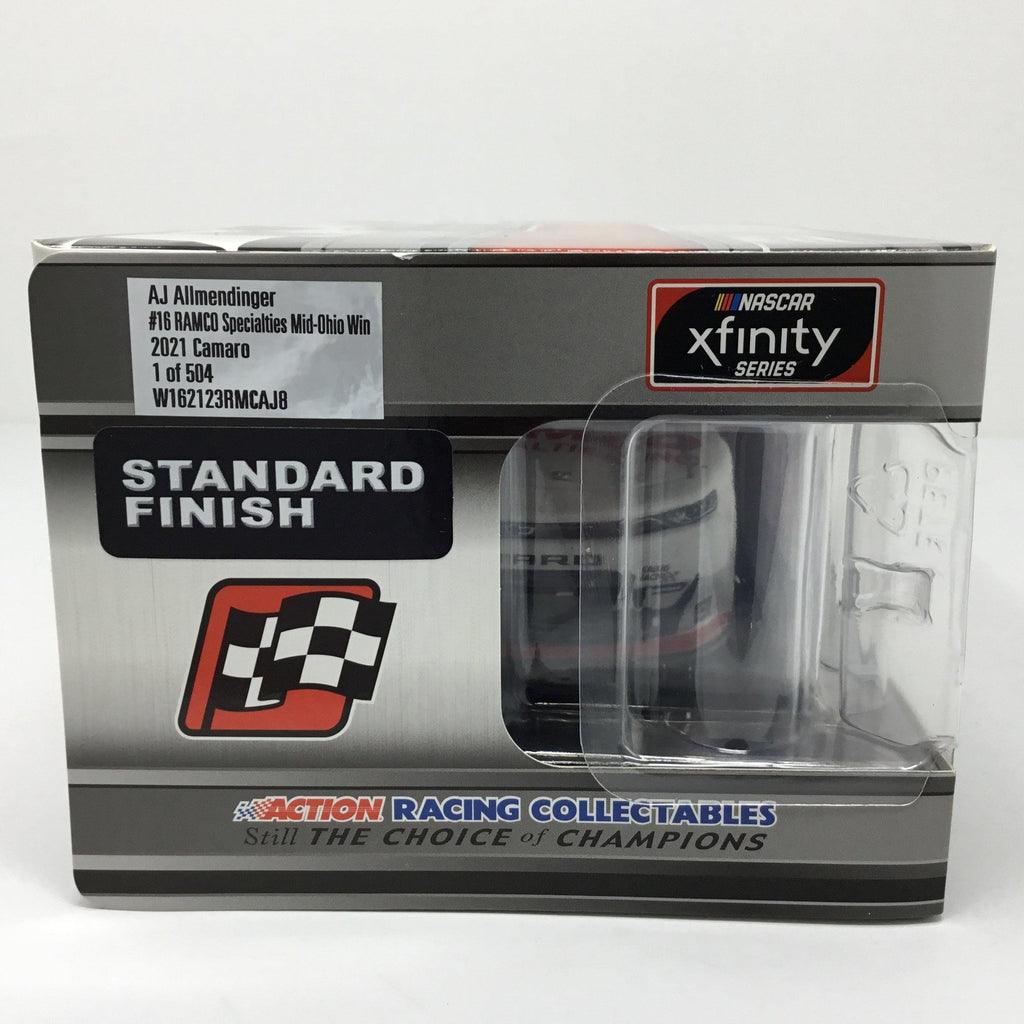 AJ Allmendinger
#16 RAMCO Specialties Mid-Ohio Win
2021 Camaro
1 of 504
W162123RMCAJ8
NASCAR
xfinity
SERIES
STANDARD
FINISH
ACTION RACING COLLECTABLES
Still THE CHOICE of CHAMPIONS